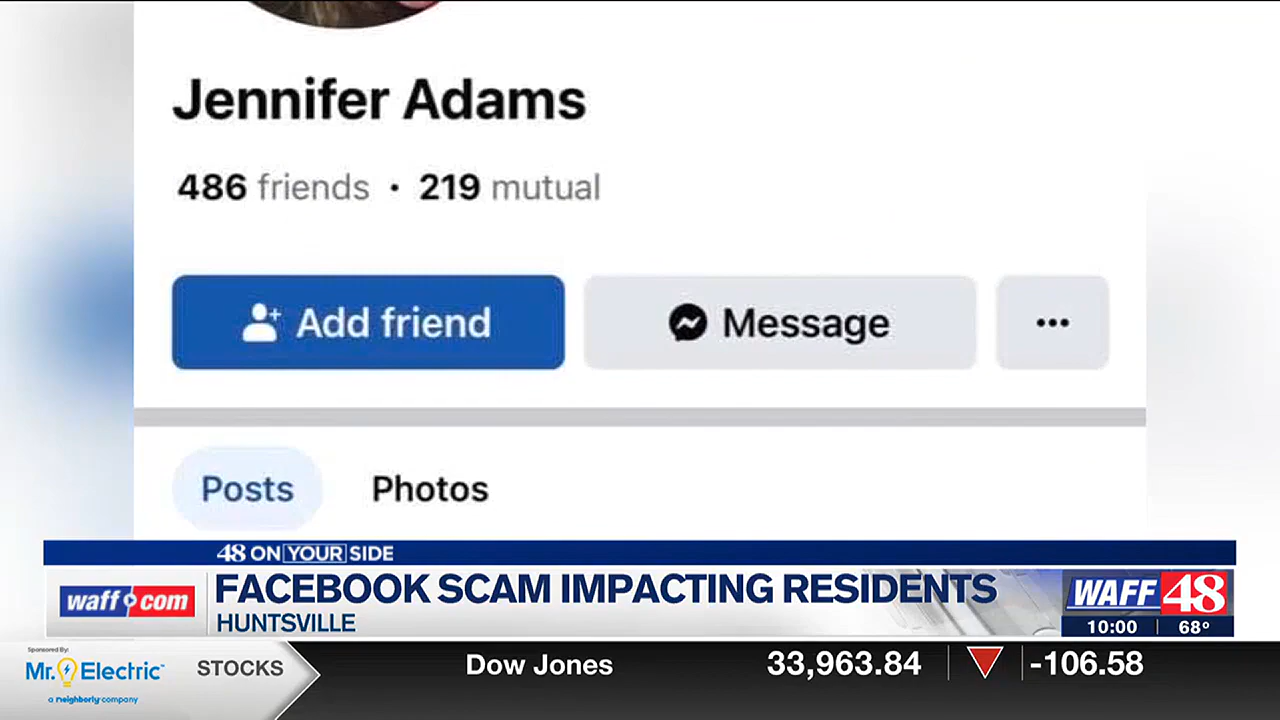 Jennifer Adams
486 friends · 219 mutual
Add friend
Message
Posts
Photos
48 ON YOUR SIDE
waff com
FACEBOOK SCAM IMPACTING RESIDENTS
HUNTSVILLE
WAFF 48
10:00 | 68°
Sponsored By:
Mr. Electric
a neighborly company
STOCKS
Dow Jones 33,963.84 -106.58